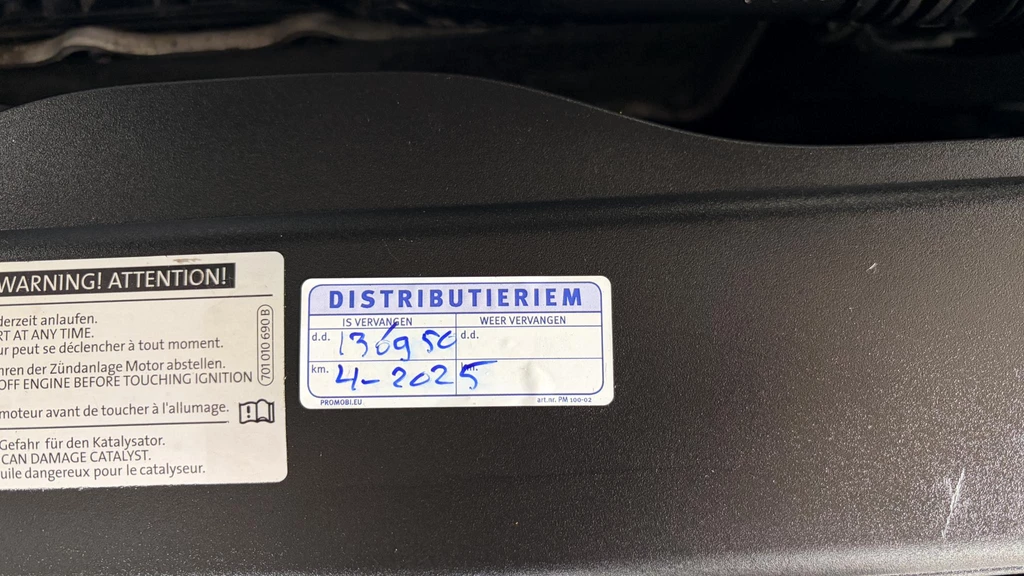 WARNING! ATTENTION!
derzeit anlaufen.
RT AT ANY TIME.
ur peut se déclencher à tout moment.
hren der Zündanlage Motor abstellen.
OFF ENGINE BEFORE TOUCHING IGNITION
moteur avant de toucher à l'allumage.
Gefahr für den Katalysator.
CAN DAMAGE CATALYST.
uile dangereux pour le catalyseur.
701 010 690 B
DISTRIBUTIERIEM
IS VERVANGEN WEER VERVANGEN
d.d. 136950 d.d.
km. 4-2025 km.
PROMOBI.EU art.nr. PM 100-02